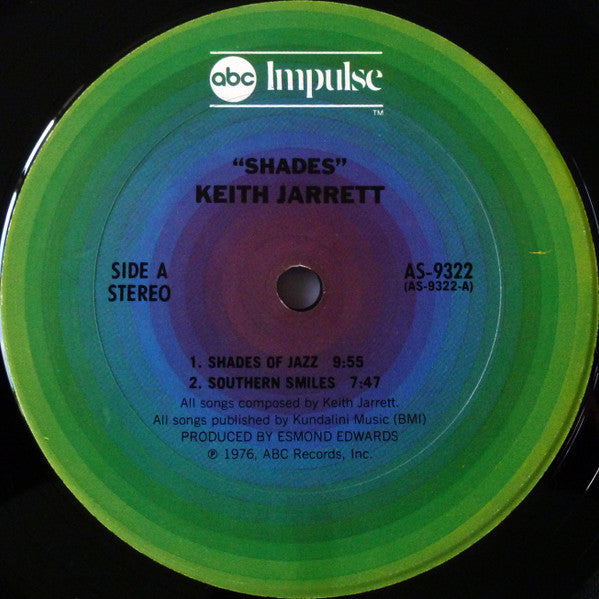 abc Impulse
TM
"SHADES"
KEITH JARRETT
SIDE A
STEREO
AS-9322
(AS-9322-A)
1. SHADES OF JAZZ 9:55
2. SOUTHERN SMILES 7:47
All songs composed by Keith Jarrett.
All songs published by Kundalini Music (BMI)
PRODUCED BY ESMOND EDWARDS
℗ 1976, ABC Records, Inc.